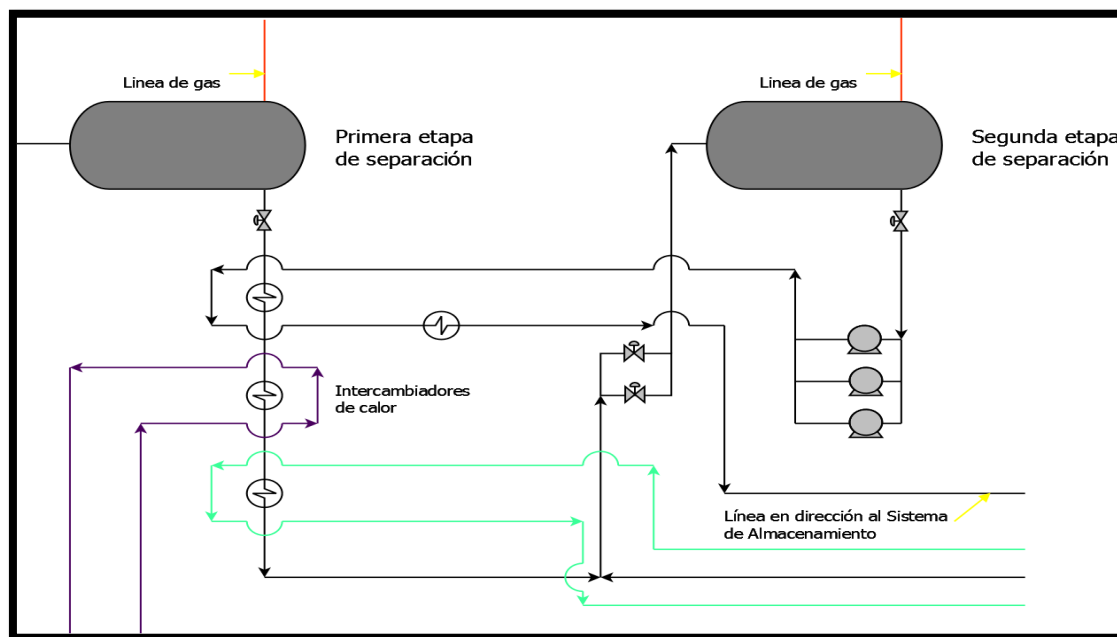 Linea de gas
Linea de gas
Primera etapa
de separación
Segunda etapa
de separación
Intercambiadores
de calor
Línea en dirección al Sistema
de Almacenamiento